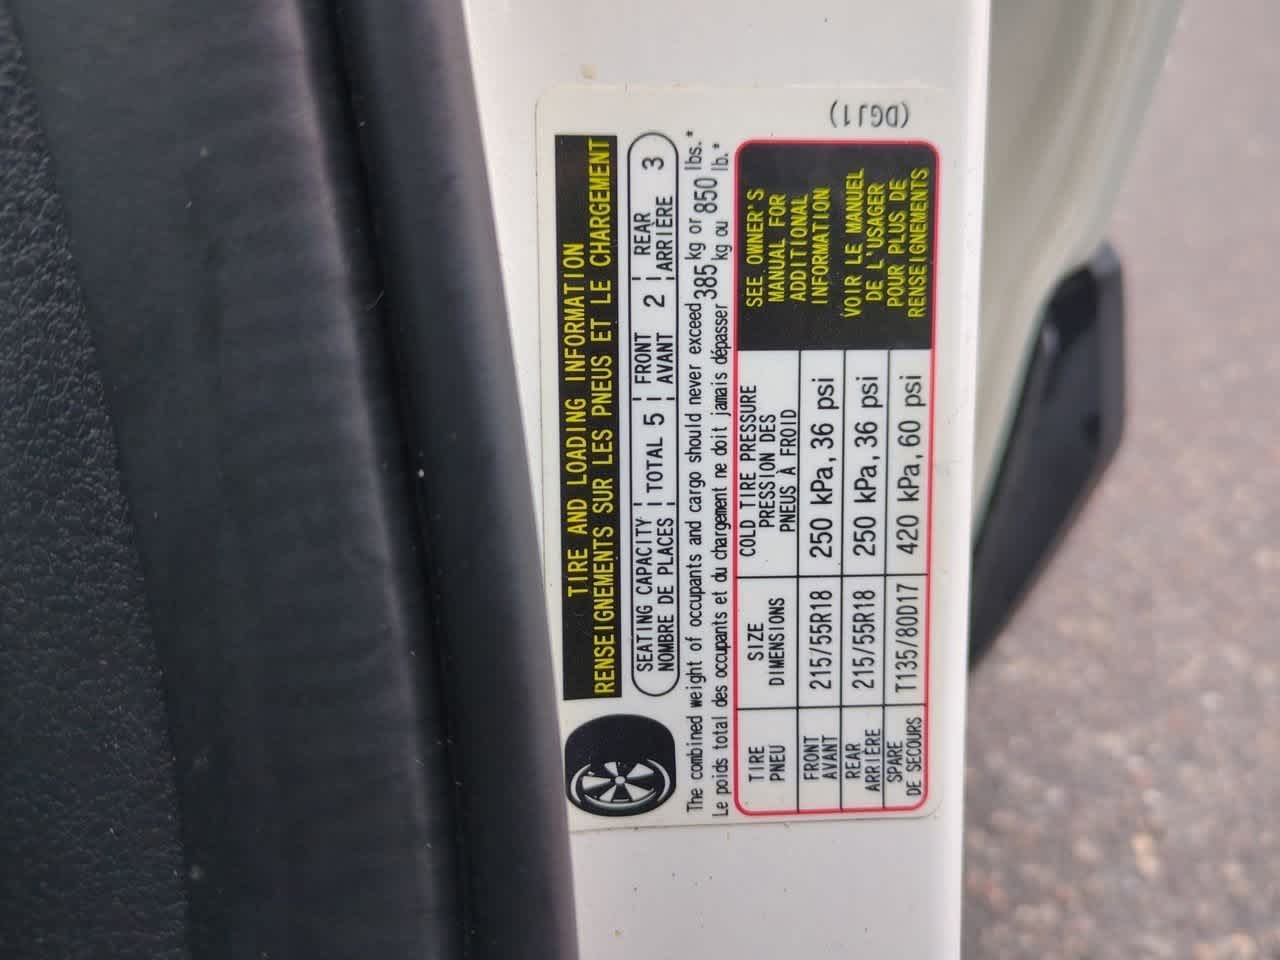 (DGJ1)
TIRE AND LOADING INFORMATION
RENSEIGNEMENTS SUR LES PNEUS ET LE CHARGEMENT
SEATING CAPACITY TOTAL 5 FRONT 2 REAR 3
NOMBRE DE PLACES AVANT ARRIÈRE
The combined weight of occupants and cargo should never exceed 385 kg or 850 lbs.*
Le poids total des occupants et du chargement ne doit jamais dépasser kg ou lb.*
TIRE SIZE COLD TIRE PRESSURE
PNEU DIMENSIONS PRESSION DES
PNEUS À FROID
FRONT 215/55R18 250 kPa, 36 psi
AVANT
REAR 215/55R18 250 kPa, 36 psi
ARRIÈRE
SPARE T135/80D17 420 kPa, 60 psi
DE SECOURS
SEE OWNER'S
MANUAL FOR
ADDITIONAL
INFORMATION
VOIR LE MANUEL
DE L'USAGER
POUR PLUS DE
RENSEIGNEMENTS